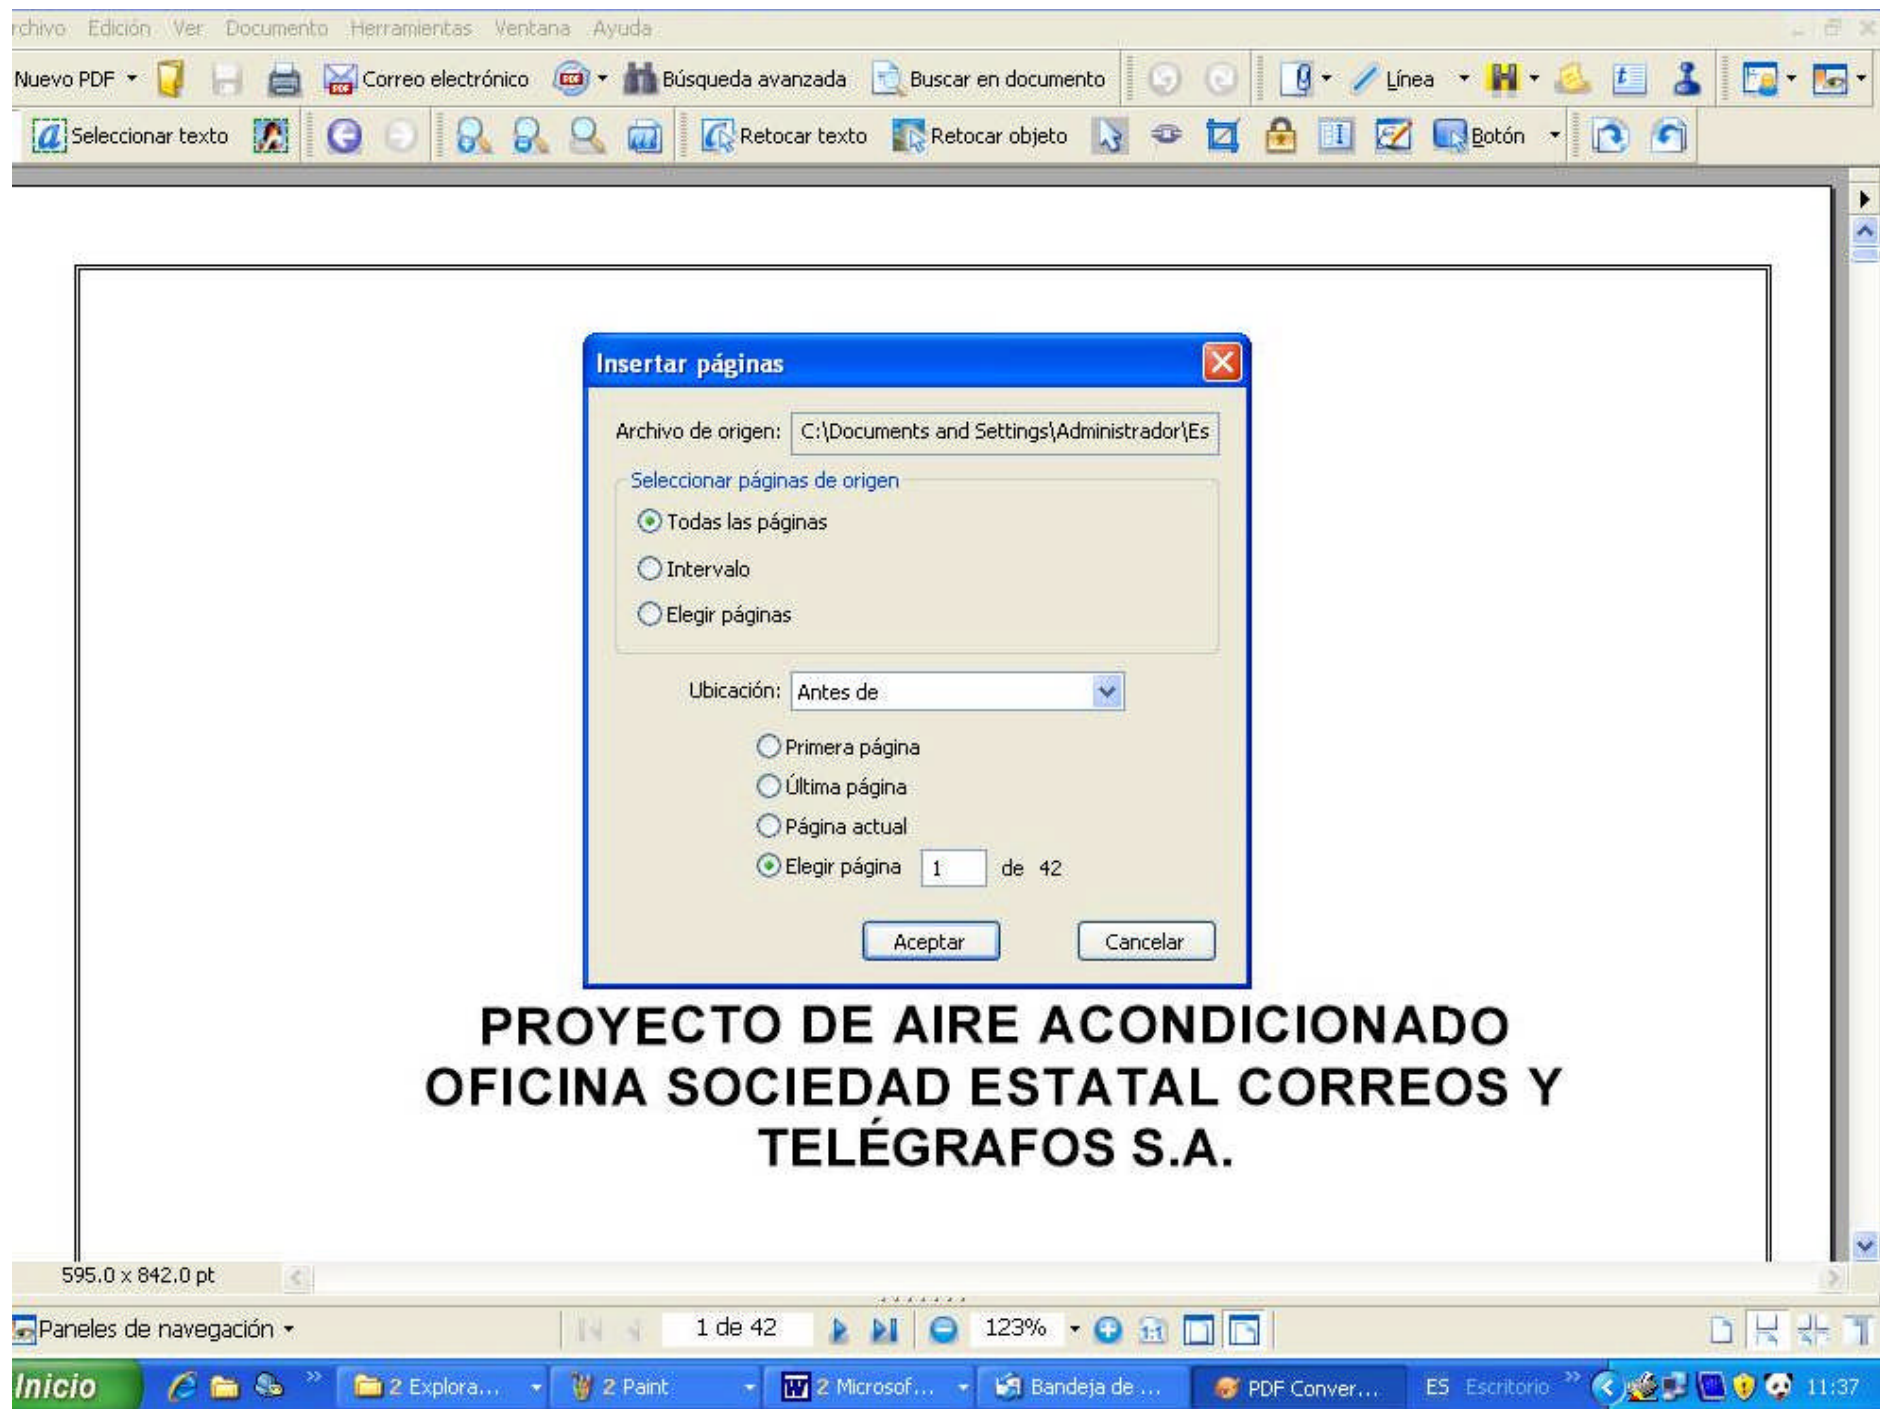 rchivo Edición Ver Documento Herramientas Ventana Ayuda
Nuevo PDF Correo electrónico Búsqueda avanzada Buscar en documento Línea
Seleccionar texto Retocar texto Retocar objeto Botón
Insertar páginas
Archivo de origen: C:\Documents and Settings\Administrador\Es
Seleccionar páginas de origen
Todas las páginas
Intervalo
Elegir páginas
Ubicación: Antes de
Primera página
Última página
Página actual
Elegir página 1 de 42
Aceptar Cancelar
PROYECTO DE AIRE ACONDICIONADO
OFICINA SOCIEDAD ESTATAL CORREOS Y
TELÉGRAFOS S.A.
595.0 x 842.0 pt
Paneles de navegación 1 de 42 123% 1:1
Inicio 2 Explora... 2 Paint 2 Microsof... Bandeja de ... PDF Conver... ES Escritorio 11:37